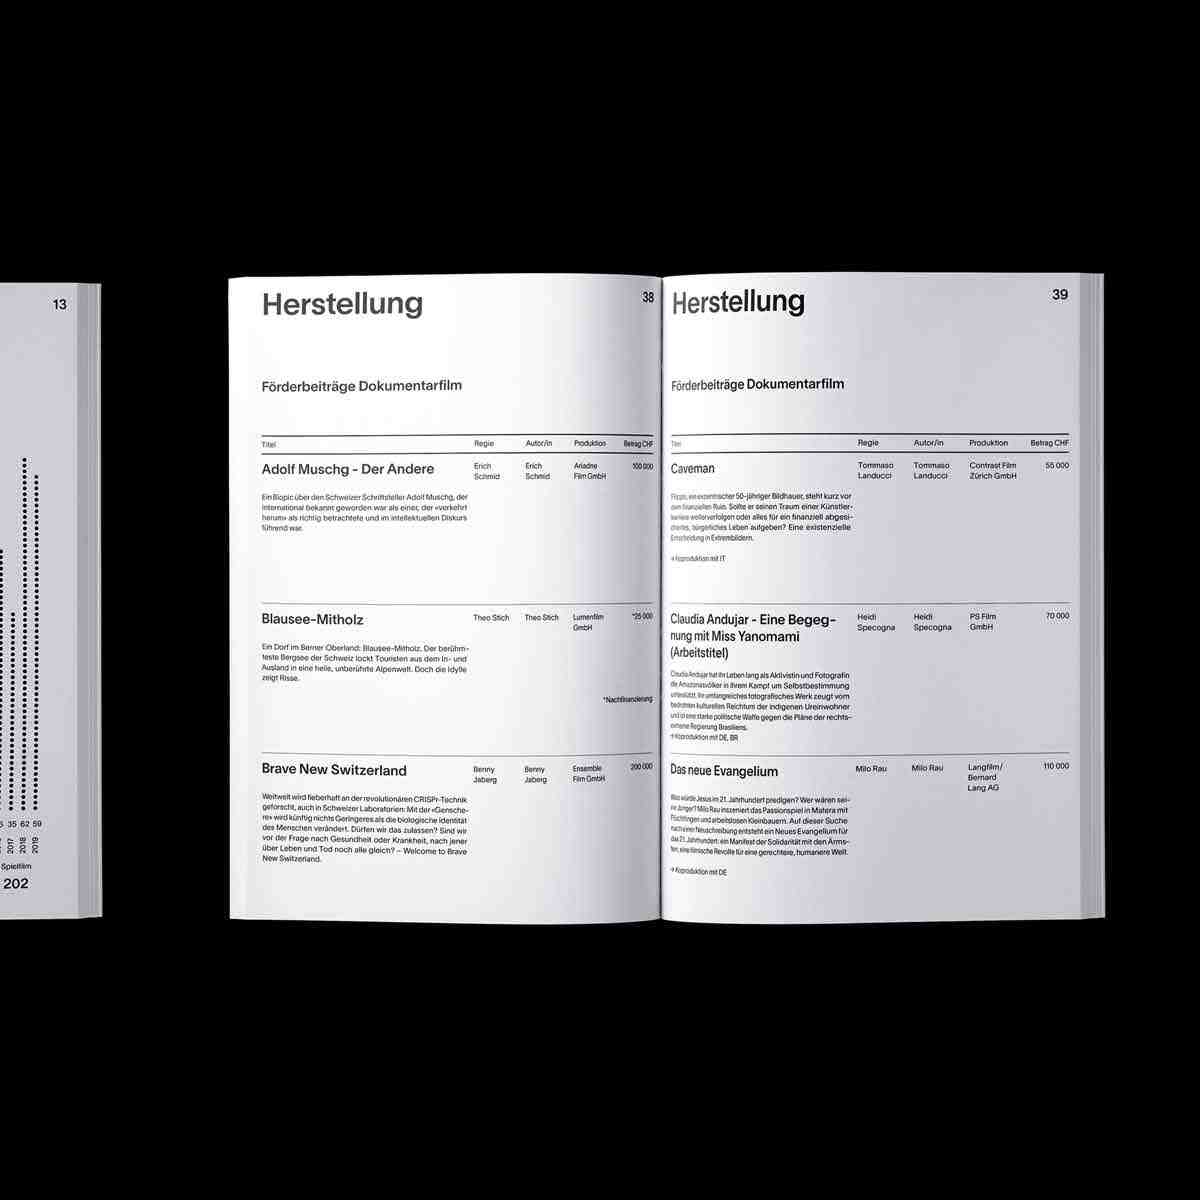 13
5 35 62 59
2017
2018
2019
Spielfilm
202
Herstellung
38
Förderbeiträge Dokumentarfilm
Titel Regie Autor/in Produktion Betrag CHF
Adolf Muschg - Der Andere
Erich Schmid
Erich Schmid
Ariadne Film GmbH
100 000
Ein Biopic über den Schweizer Schriftsteller Adolf Muschg, der
international bekannt geworden war als einer, der «verkehrt
herum» als richtig betrachtete und im intellektuellen Diskurs
führend war.
Blausee-Mitholz
Theo Stich
Theo Stich
Lumenfilm GmbH
*25 000
Ein Dorf im Berner Oberland: Blausee-Mitholz. Der berühm-
teste Bergsee der Schweiz lockt Touristen aus dem In- und
Ausland in eine heile, unberührte Alpenwelt. Doch die Idylle
zeigt Risse.
*Nachfinanzierung
Brave New Switzerland
Benny Jaberg
Benny Jaberg
Ensemble Film GmbH
200 000
Weltweit wird fieberhaft an der revolutionären CRISPr-Technik
geforscht, auch in Schweizer Laboratorien: Mit der «Gensche-
re» wird künftig nichts Geringeres als die biologische Identität
des Menschen verändert. Dürfen wir das zulassen? Sind wir
vor der Frage nach Gesundheit oder Krankheit, nach jener
über Leben und Tod noch alle gleich? – Welcome to Brave
New Switzerland.
Herstellung
39
Förderbeiträge Dokumentarfilm
Titel Regie Autor/in Produktion Betrag CHF
Caveman
Tommaso Landucci
Tommaso Landucci
Contrast Film Zürich GmbH
55 000
Filippo, ein exzentrischer 50-jähriger Bildhauer, steht kurz vor
dem finanziellen Ruin. Sollte er seinen Traum einer Künstler-
karriere weiterverfolgen oder alles für ein finanziell abgesi-
chertes, bürgerliches Leben aufgeben? Eine existenzielle
Entscheidung in Extrembildern.
→ Koproduktion mit IT
Claudia Andujar - Eine Begeg-
nung mit Miss Yanomami
(Arbeitstitel)
Heidi Specogna
Heidi Specogna
PS Film GmbH
70 000
Claudia Andujar hat ihr Leben lang als Aktivistin und Fotografin
die Amazonasvölker in ihrem Kampf um Selbstbestimmung
unterstützt. Ihr umfangreiches fotografisches Werk zeugt vom
bedrohten kulturellen Reichtum der indigenen Ureinwohner
und ist eine starke politische Waffe gegen die Pläne der rechts-
extreme Regierung Brasiliens.
→ Koproduktion mit DE, BR
Das neue Evangelium
Milo Rau
Milo Rau
Langfilm/ Bernard Lang AG
110 000
Was würde Jesus im 21. Jahrhundert predigen? Wer wären sei-
ne Jünger? Milo Rau inszeniert das Passionspiel in Matera mit
Flüchtlingen und arbeitslosen Kleinbauern. Auf dieser Suche
nach einer Neuschreibung entsteht ein Neues Evangelium für
das 21. Jahrhundert: ein Manifest der Solidarität mit den Ärms-
ten, eine filmische Revolte für eine gerechtere, humanere Welt.
→ Koproduktion mit DE